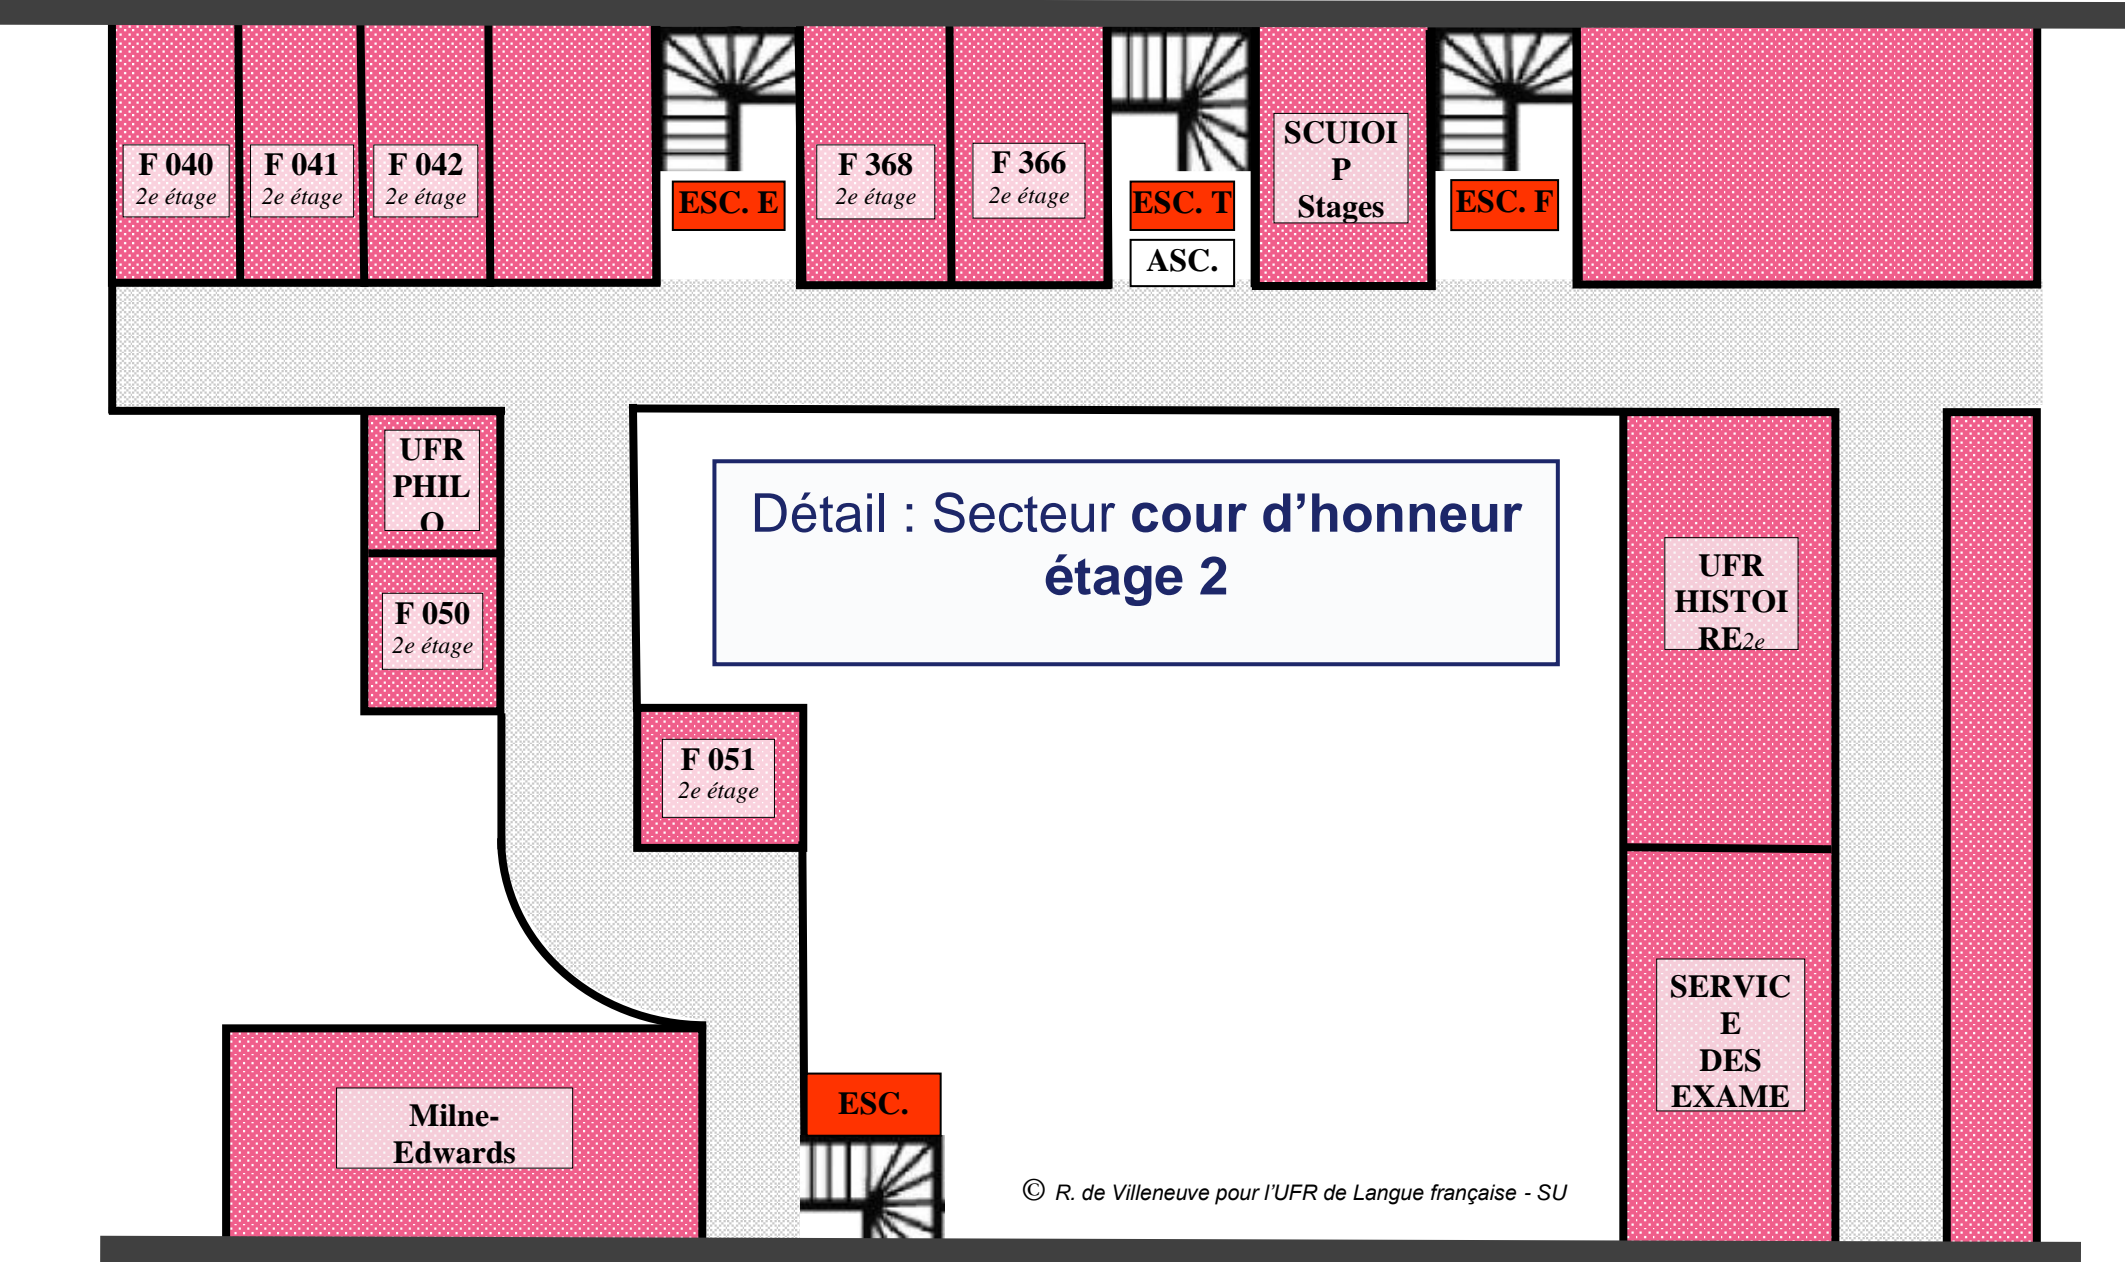 F 040
2e étage
F 041
2e étage
F 042
2e étage
ESC. E
F 368
2e étage
F 366
2e étage
ESC. T
ASC.
SCUIOI
P
Stages
ESC. F
UFR
PHIL
O
F 050
2e étage
Détail : Secteur cour d’honneur
étage 2
F 051
2e étage
UFR
HISTOI
RE2e
SERVIC
E
DES
EXAME
Milne-
Edwards
ESC.
© R. de Villeneuve pour l’UFR de Langue française - SU